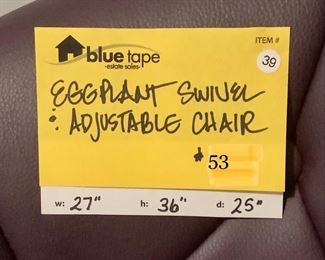 ITEM #
39
blue tape
-estate sales-
EGGPLANT SWIVEL
: ADJUSTABLE CHAIR
# 53
w: 27" h: 36" d: 25"